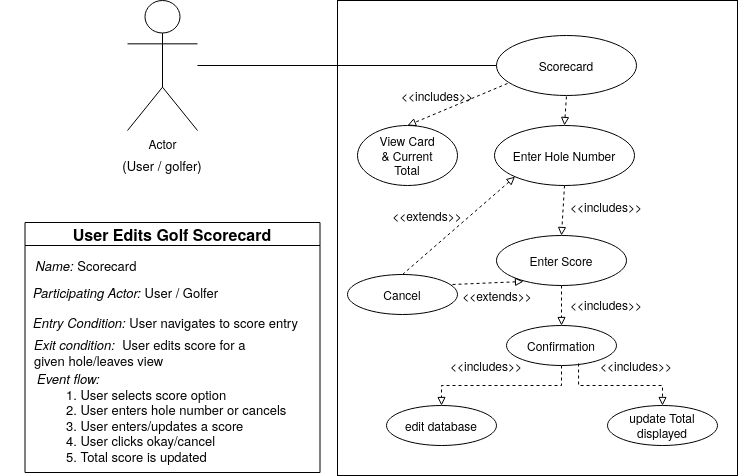 Actor
(User / golfer)
User Edits Golf Scorecard
Name: Scorecard
Participating Actor: User / Golfer
Entry Condition: User navigates to score entry
Exit condition: User edits score for a
given hole/leaves view
Event flow:
1. User selects score option
2. User enters hole number or cancels
3. User enters/updates a score
4. User clicks okay/cancel
5. Total score is updated
Scorecard
<<includes>>
View Card
& Current
Total
Enter Hole Number
<<extends>>
<<includes>>
Enter Score
Cancel
<<extends>>
<<includes>>
Confirmation
<<includes>>
<<includes>>
edit database
update Total
displayed